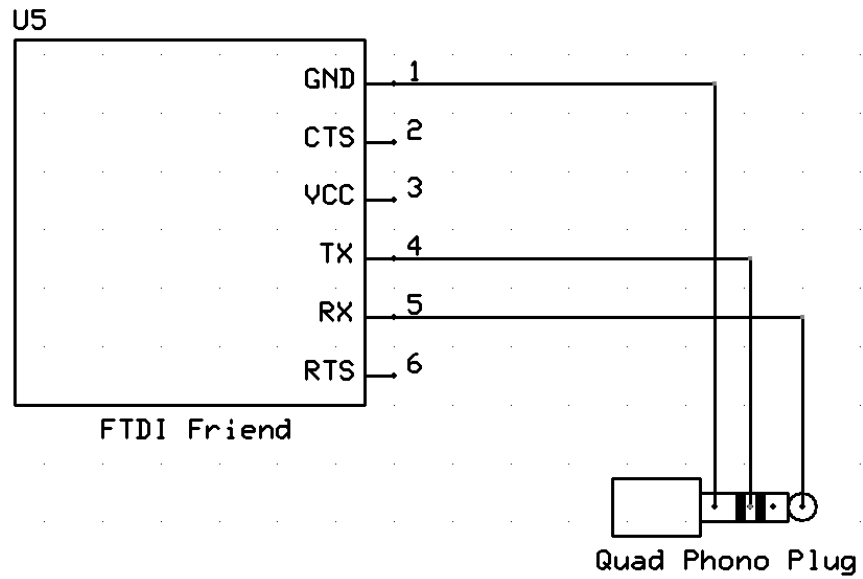 U5
GND 1
CTS 2
VCC 3
TX 4
RX 5
RTS 6
FTDI Friend
Quad Phono Plug